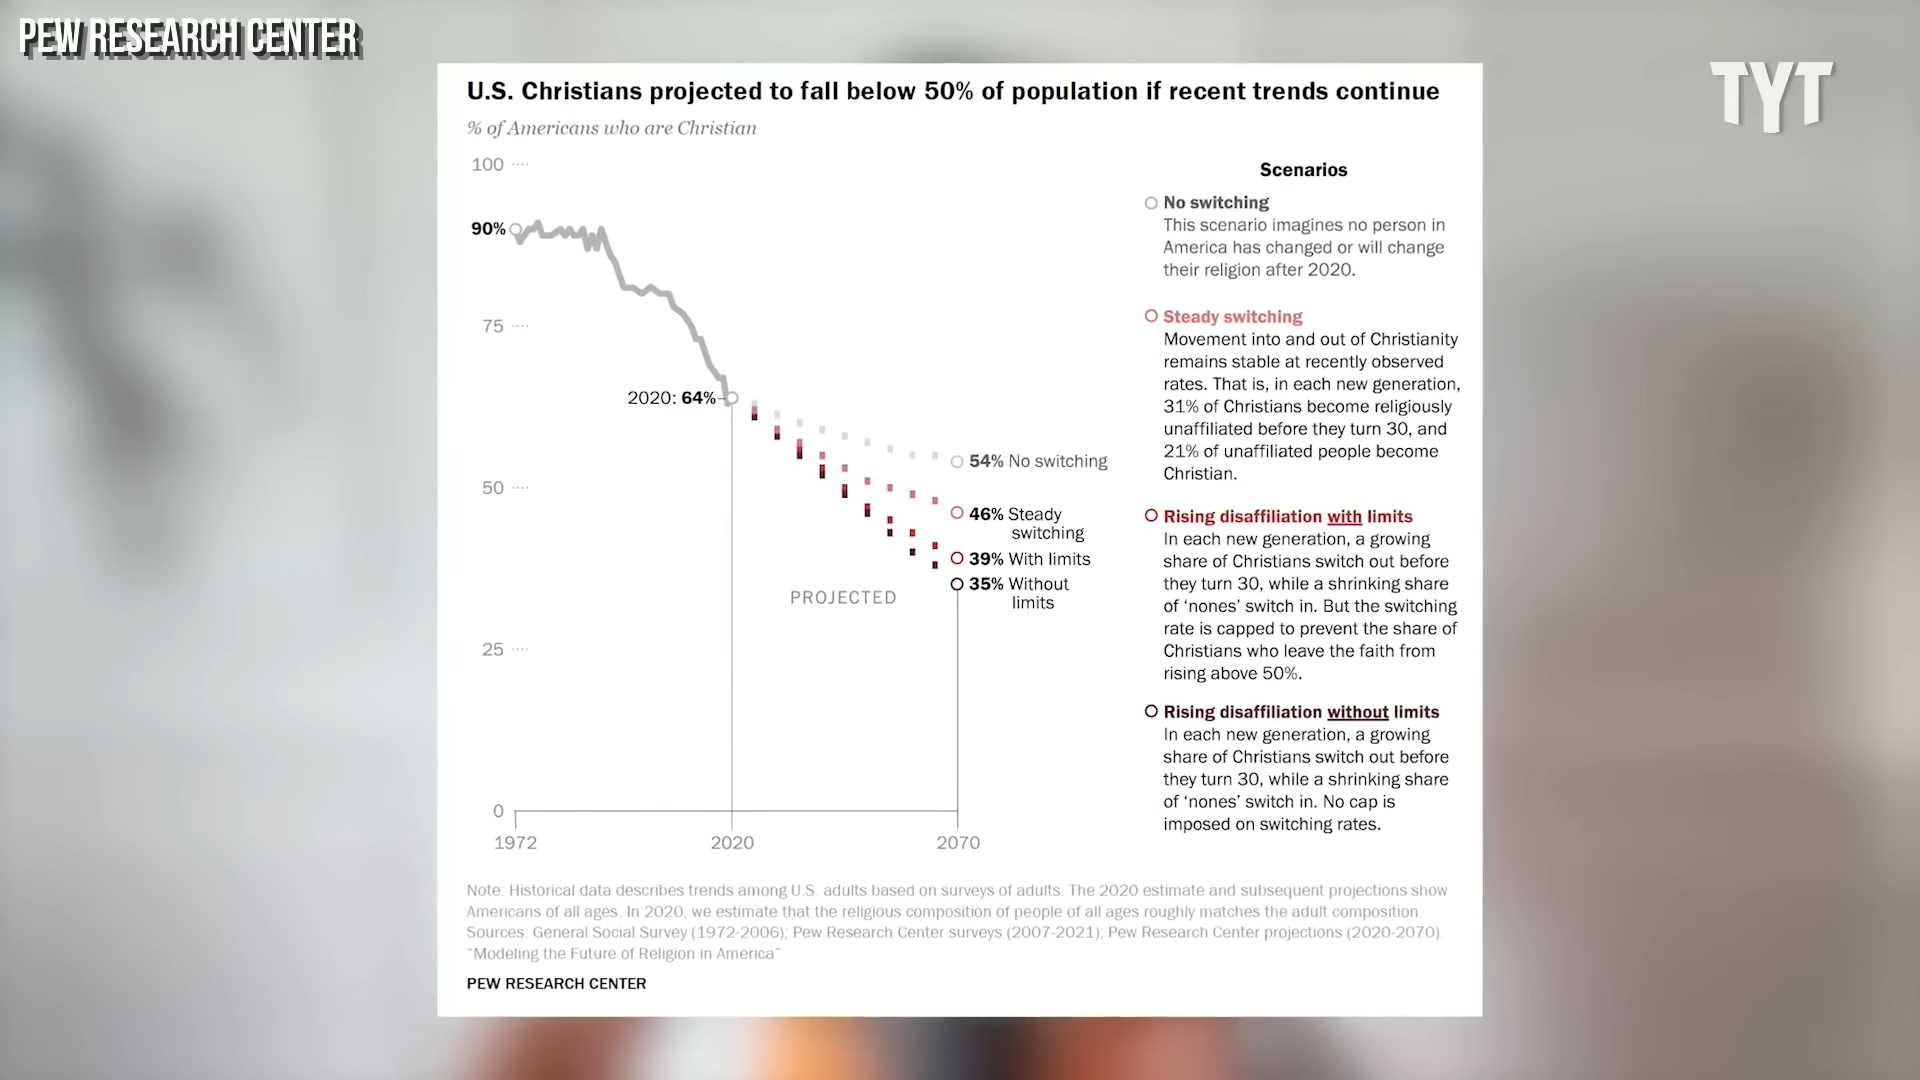 PEW RESEARCH CENTER
TYT
U.S. Christians projected to fall below 50% of population if recent trends continue
% of Americans who are Christian
100
90%
75
2020: 64%
50
25
0
1972
2020
2070
54% No switching
46% Steady
switching
39% With limits
35% Without
limits
PROJECTED
Scenarios
No switching
This scenario imagines no person in
America has changed or will change
their religion after 2020.
Steady switching
Movement into and out of Christianity
remains stable at recently observed
rates. That is, in each new generation,
31% of Christians become religiously
unaffiliated before they turn 30, and
21% of unaffiliated people become
Christian.
Rising disaffiliation with limits
In each new generation, a growing
share of Christians switch out before
they turn 30, while a shrinking share
of ‘nones’ switch in. But the switching
rate is capped to prevent the share of
Christians who leave the faith from
rising above 50%.
Rising disaffiliation without limits
In each new generation, a growing
share of Christians switch out before
they turn 30, while a shrinking share
of ‘nones’ switch in. No cap is
imposed on switching rates.
Note: Historical data describes trends among U.S. adults based on surveys of adults. The 2020 estimate and subsequent projections show
Americans of all ages. In 2020, we estimate that the religious composition of people of all ages roughly matches the adult composition.
Sources: General Social Survey (1972-2006); Pew Research Center surveys (2007-2021); Pew Research Center projections (2020-2070).
“Modeling the Future of Religion in America”
PEW RESEARCH CENTER